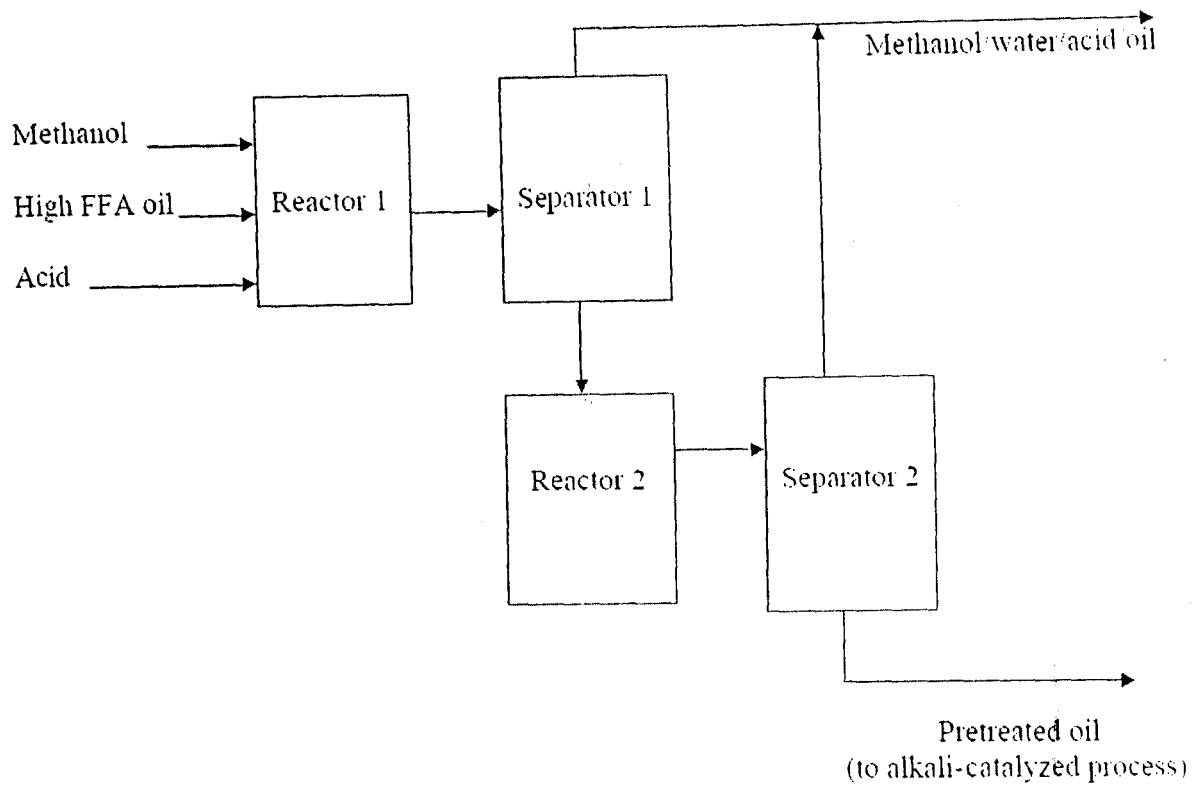 Methanol/water/acid oil
Methanol
High FFA oil
Acid
Reactor 1
Separator 1
Reactor 2
Separator 2
Pretreated oil
(to alkali-catalyzed process)